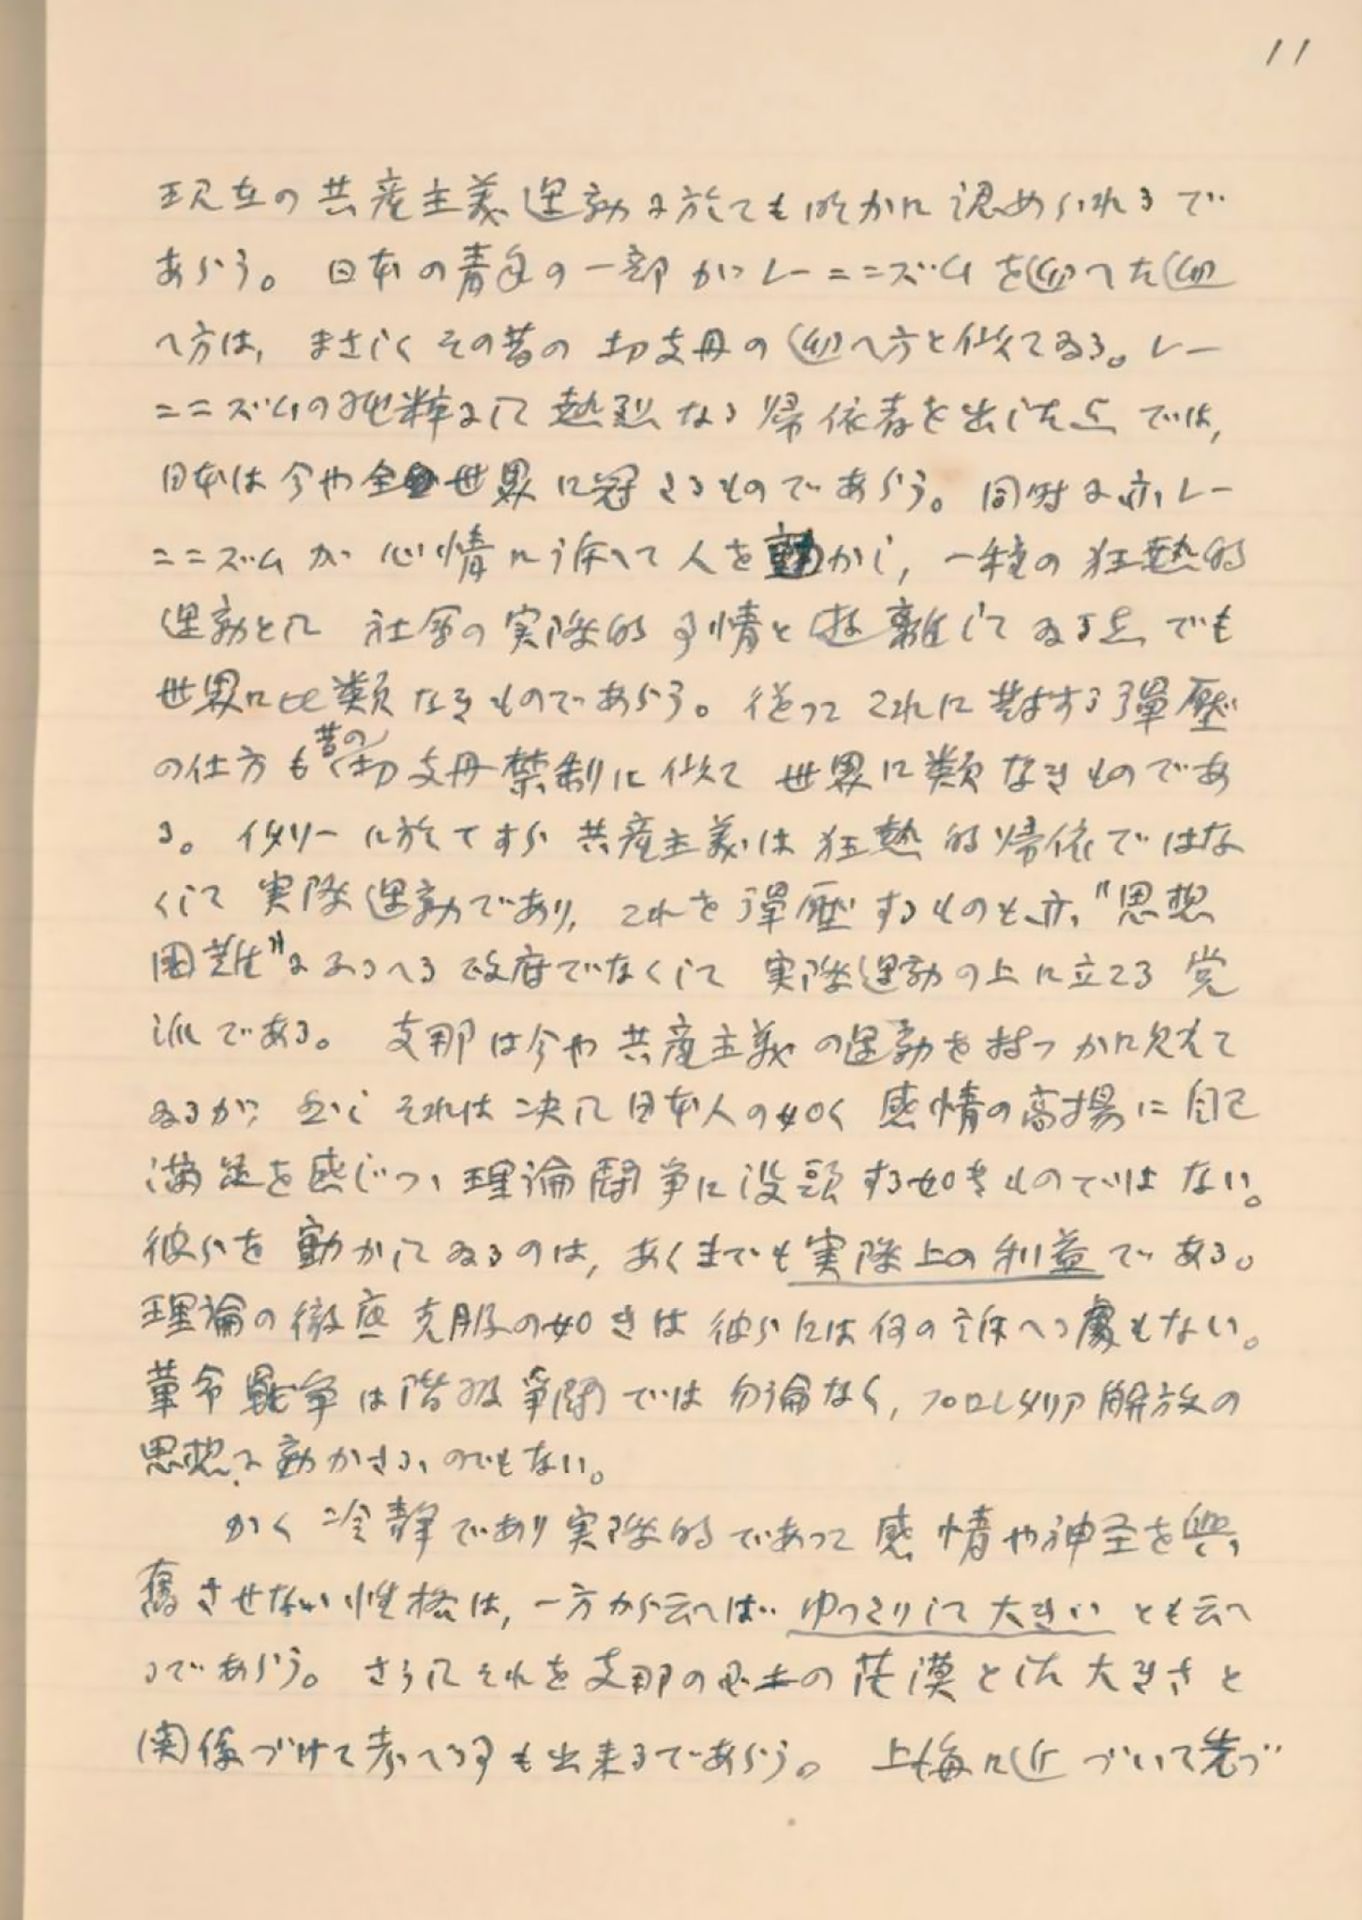 11
現在の共産主義運動に於ても明かに認められるで
あらう。日本の青年の一部がレーニニズムを迎へた迎
へ方は、まさしくその昔の切支丹の迎へ方と似てゐる。レー
ニニズムの純粋にして熱烈なる帰依者を出した点では、
日本は今や全世界に冠たるものであらう。同時に亦レー
ニニズムが心情に訴へて人を動かし、一種の狂熱的
運動として社会の実際的事情と遊離してゐる点でも
世界に比類なきものであらう。従つてこれに対する弾壓
の仕方も昔の切支丹禁制に似て世界に類なきものであ
る。イタリーに於てすら共産主義は狂熱的帰依ではな
くして実際運動であり、これを弾壓するものも亦“思想
困難”に於る政府でなくして実際運動の上に立てる党
派である。支那は今や共産主義の運動を持つかに見えて
ゐるが、然しそれは決して日本人の如く感情の高揚に自己
満足を感じつゝ理論闘争に没頭する如きものではない。
彼らを動かしてゐるのは、あくまでも実際上の利益である。
理論の徹底克服の如きは彼らには何の訴へる處もない。
革命戦争は階級争闘では勿論なく、プロレタリア解放の
思想に動かさるゝのでもない。
かく冷静であり実際的であつて感情や神圣を興
奮させない性格は、一方から云へばゆつくりして大きいとも云へ
るであらう。さうしてそれを支那の風土の茫漠とした大きさと
関係づけて考へる事も出来るであらう。上海に近づいて先づ